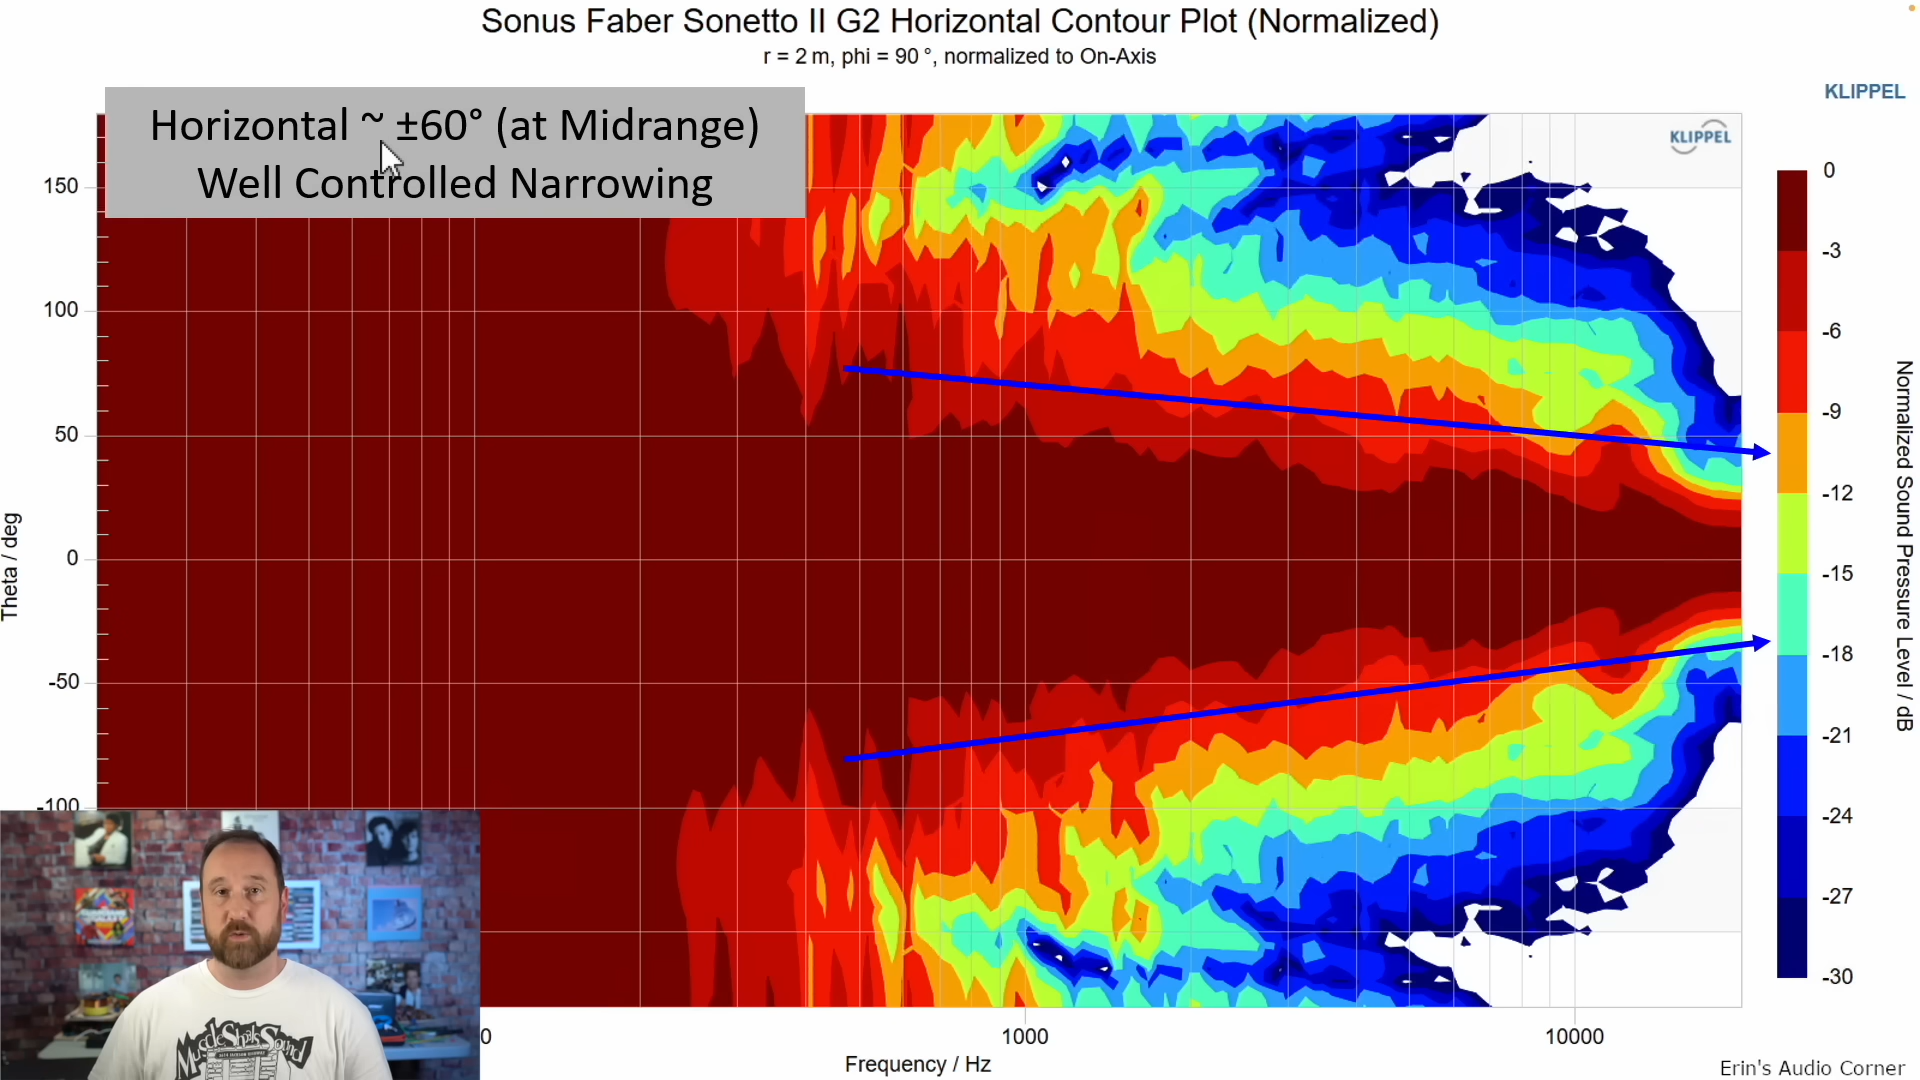 Sonus Faber Sonetto II G2 Horizontal Contour Plot (Normalized)
r = 2 m, phi = 90 °, normalized to On-Axis
KLIPPEL
Horizontal ~ ±60° (at Midrange)
Well Controlled Narrowing
KLIPPEL
150
100
50
0
-50
-100
Theta / deg
0
-3
-6
-9
-12
-15
-18
-21
-24
-27
-30
Normalized Sound Pressure Level / dB
0
1000
10000
Frequency / Hz
Muscle Shoals Sound
Erin's Audio Corner